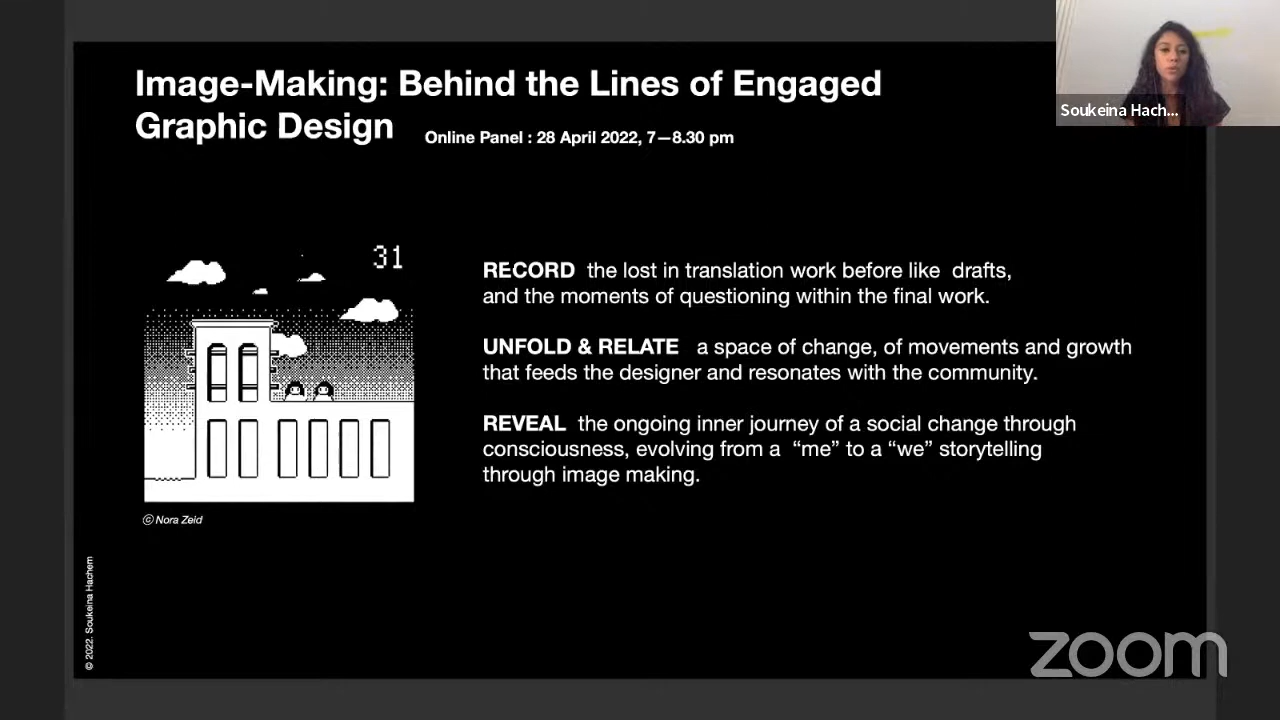 Image-Making: Behind the Lines of Engaged
Graphic Design
Online Panel : 28 April 2022, 7—8.30 pm
Soukeina Hach...
31
RECORD the lost in translation work before like drafts,
and the moments of questioning within the final work.
UNFOLD & RELATE a space of change, of movements and growth
that feeds the designer and resonates with the community.
REVEAL the ongoing inner journey of a social change through
consciousness, evolving from a “me” to a “we” storytelling
through image making.
© Nora Zeid
© 2022. Soukeina Hachem
zoom